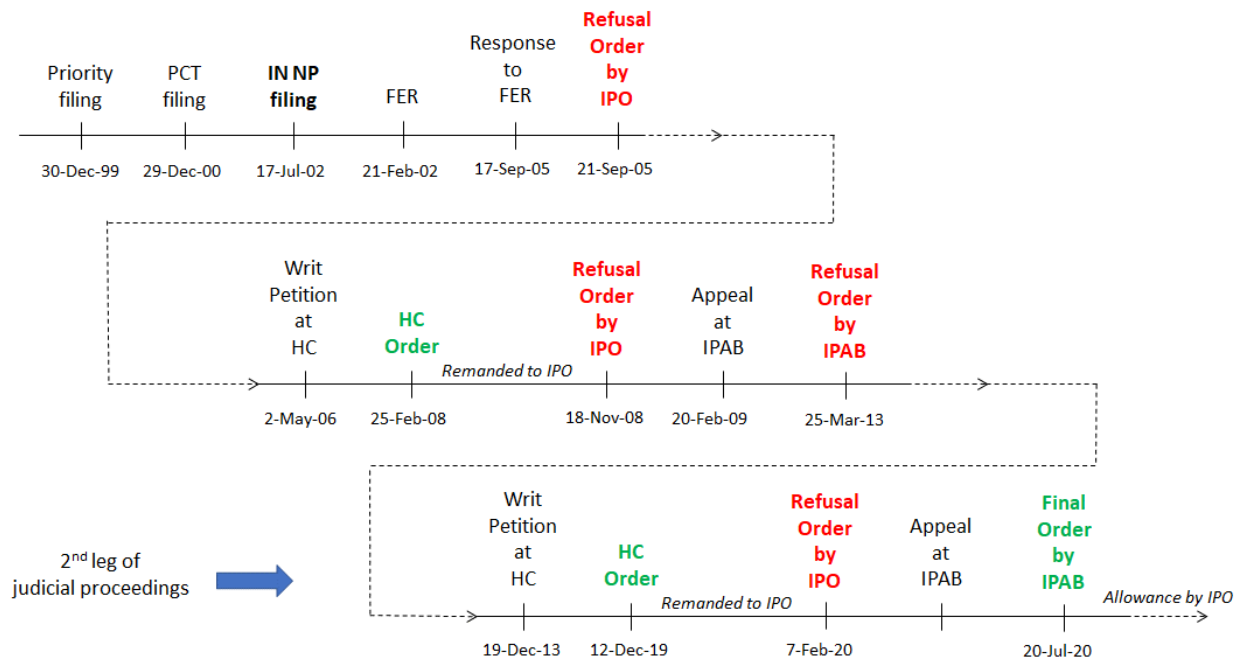 Priority
filing
PCT
filing
IN NP
filing
FER
Response
to
FER
Refusal
Order
by
IPO
30-Dec-99
29-Dec-00
17-Jul-02
21-Feb-02
17-Sep-05
21-Sep-05
Writ
Petition
at
HC
HC
Order
Remanded to IPO
Refusal
Order
by
IPO
Appeal
at
IPAB
Refusal
Order
by
IPAB
2-May-06
25-Feb-08
18-Nov-08
20-Feb-09
25-Mar-13
2nd leg of
judicial proceedings
Writ
Petition
at
HC
HC
Order
Remanded to IPO
Refusal
Order
by
IPO
Appeal
at
IPAB
Final
Order
by
IPAB
Allowance by IPO
19-Dec-13
12-Dec-19
7-Feb-20
20-Jul-20